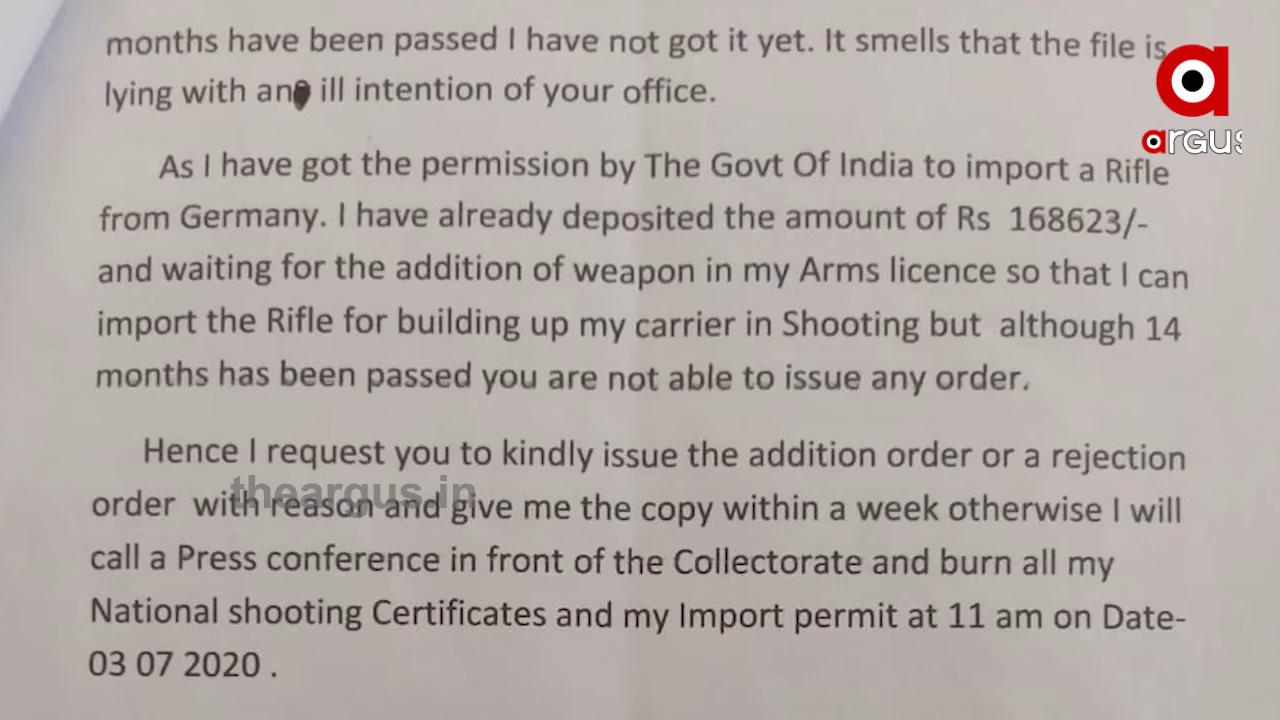 months have been passed I have not got it yet. It smells that the file is
lying with an ill intention of your office.
As I have got the permission by The Govt Of India to import a Rifle
from Germany. I have already deposited the amount of Rs 168623/-
and waiting for the addition of weapon in my Arms licence so that I can
import the Rifle for building up my carrier in Shooting but although 14
months has been passed you are not able to issue any order.
Hence I request you to kindly issue the addition order or a rejection
order with reason and give me the copy within a week otherwise I will
call a Press conference in front of the Collectorate and burn all my
National shooting Certificates and my Import permit at 11 am on Date-
03 07 2020 .
a
argus
theargus.in